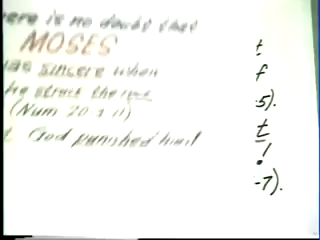 here is no doubt that
MOSES
was sincere when
he struck the rock
(Num 20:11)
t God punished him!
t
f
:5).
t
!
-7).